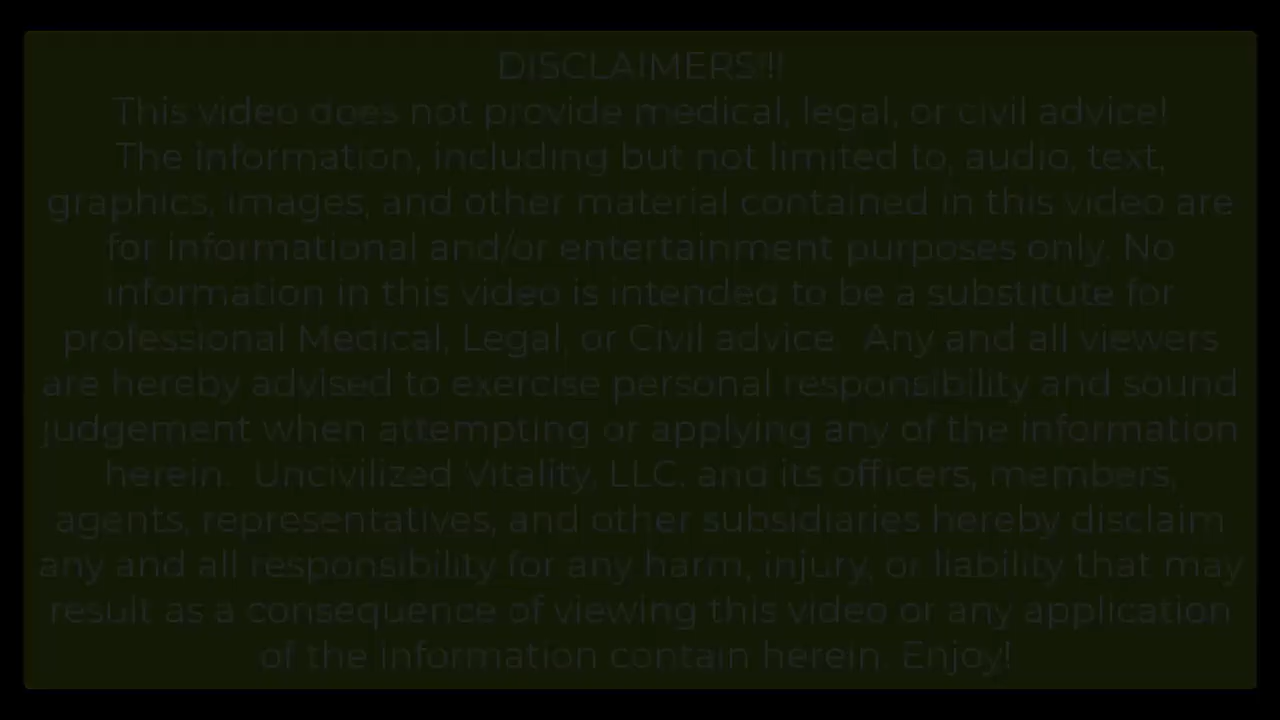 DISCLAIMERS!!!
This video does not provide medical, legal, or civil advice!
The information, including but not limited to, audio, text,
graphics, images, and other material contained in this video are
for informational and/or entertainment purposes only. No
information in this video is intended to be a substitute for
professional Medical, Legal, or Civil advice. Any and all viewers
are hereby advised to exercise personal responsibility and sound
judgement when attempting or applying any of the information
herein. Uncivilized Vitality, LLC. and its officers, members,
agents, representatives, and other subsidiaries hereby disclaim
any and all responsibility for any harm, injury, or liability that may
result as a consequence of viewing this video or any application
of the information contain herein. Enjoy!